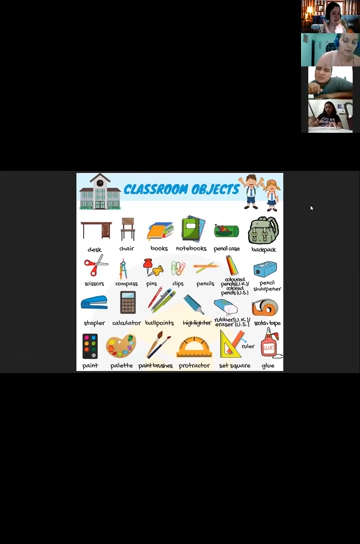 CLASSROOM OBJECTS
desk chair books notebooks pencil case backpack
scissors compass pins clips pencils coloured pencils(U.K.)/ colored pencils(U.S.) pencil sharpener
stapler calculator ballpoints highlighter rubber(U.K.)/ eraser(U.S.) scotch tape
ruler
paint palette paintbrushes protractor set square glue